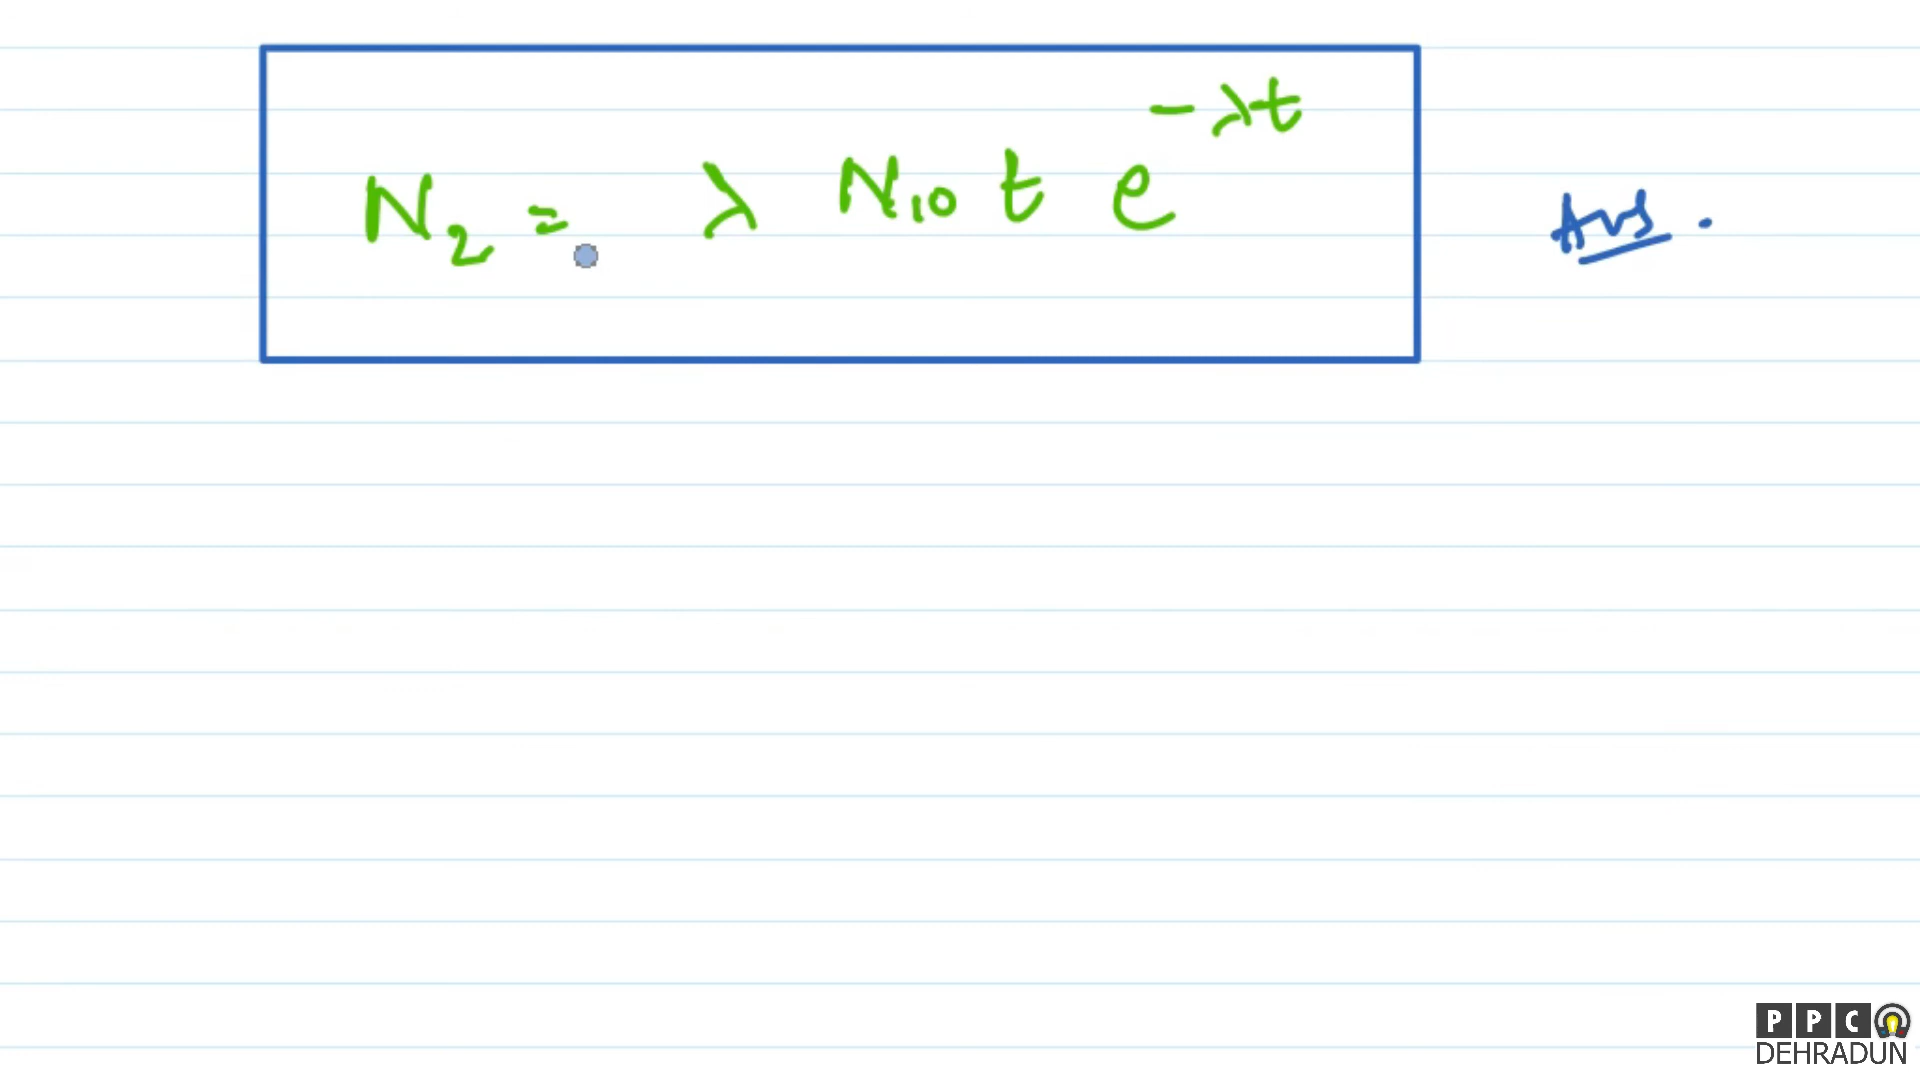 N₂ = λ N₁₀ t e^{-λt}
Ans.
PPC
DEHRADUN